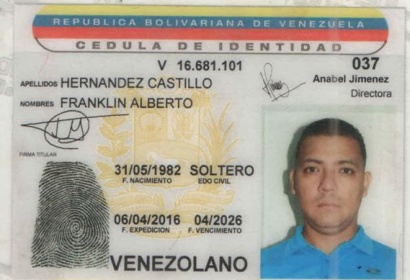 REPUBLICA BOLIVARIANA DE VENEZUELA
CEDULA DE IDENTIDAD
V 16.681.101 037
APELLIDOS HERNANDEZ CASTILLO Anabel Jimenez
Directora
NOMBRES FRANKLIN ALBERTO
FIRMA TITULAR
31/05/1982 SOLTERO
F. NACIMIENTO EDO CIVIL
06/04/2016 04/2026
F. EXPEDICION F. VENCIMIENTO
VENEZOLANO